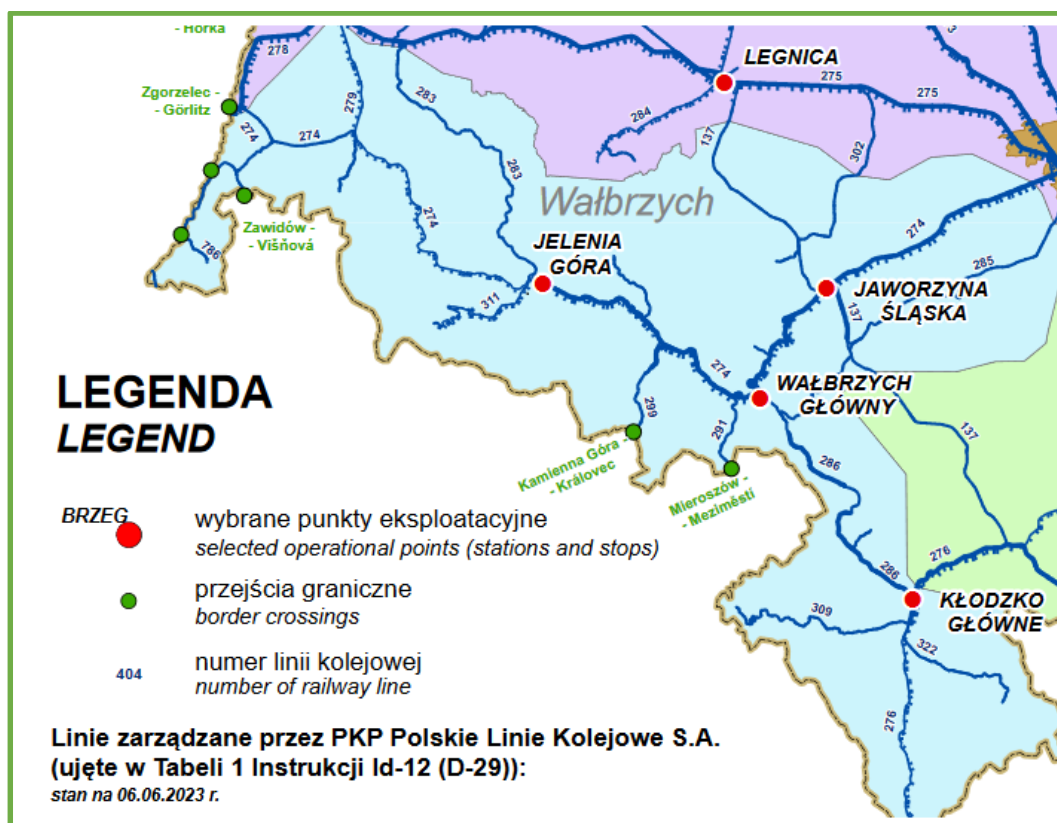 - Horka
278
Zgorzelec -
- Görlitz
274
274
279
283
283
284
LEGNICA
275
275
3
137
302
Wałbrzych
274
Zawidów -
- Višňová
786
JELENIA
GÓRA
311
274
285
JAWORZYNA
ŚLĄSKA
137
274
WAŁBRZYCH
GŁÓWNY
299
291
137
Kamienna Góra -
- Královec
Mieroszów -
- Meziměstí
286
276
286
KŁODZKO
GŁÓWNE
309
322
276
LEGENDA
LEGEND
BRZEG
wybrane punkty eksploatacyjne
selected operational points (stations and stops)
przejścia graniczne
border crossings
404
numer linii kolejowej
number of railway line
Linie zarządzane przez PKP Polskie Linie Kolejowe S.A.
(ujęte w Tabeli 1 Instrukcji Id-12 (D-29)):
stan na 06.06.2023 r.